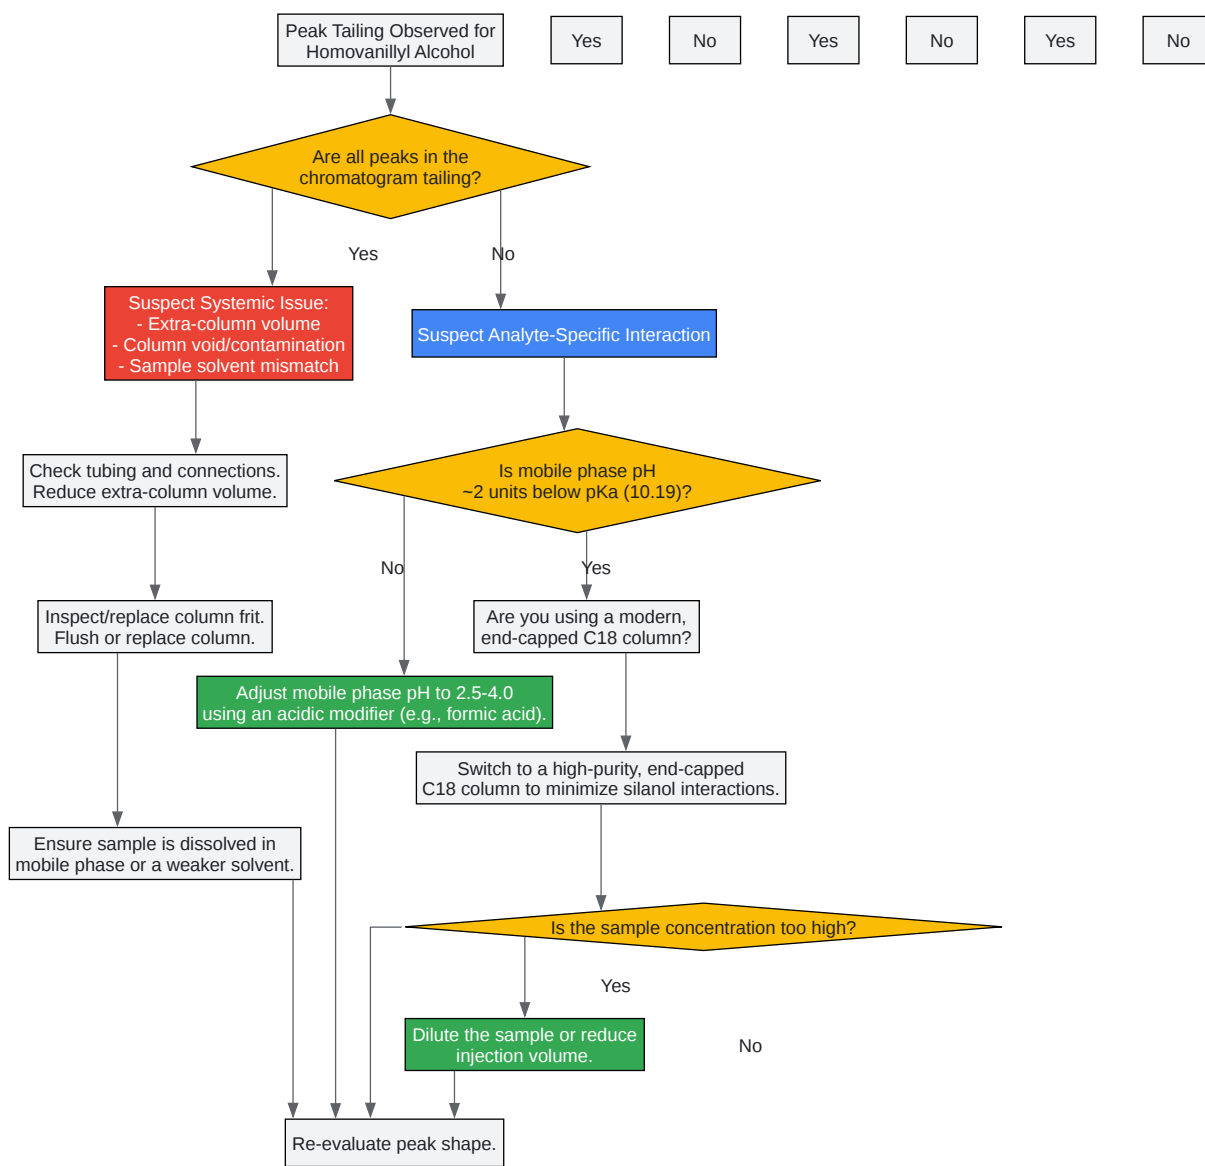 Peak Tailing Observed for
Homovanillyl Alcohol
Yes
No
Yes
No
Yes
No
Are all peaks in the
chromatogram tailing?
Yes
No
Suspect Systemic Issue:
- Extra-column volume
- Column void/contamination
- Sample solvent mismatch
Suspect Analyte-Specific Interaction
Check tubing and connections.
Reduce extra-column volume.
Is mobile phase pH
~2 units below pKa (10.19)?
No
Yes
Inspect/replace column frit.
Flush or replace column.
Are you using a modern,
end-capped C18 column?
Adjust mobile phase pH to 2.5-4.0
using an acidic modifier (e.g., formic acid).
Switch to a high-purity, end-capped
C18 column to minimize silanol interactions.
Ensure sample is dissolved in
mobile phase or a weaker solvent.
Is the sample concentration too high?
Yes
Dilute the sample or reduce
injection volume.
No
Re-evaluate peak shape.